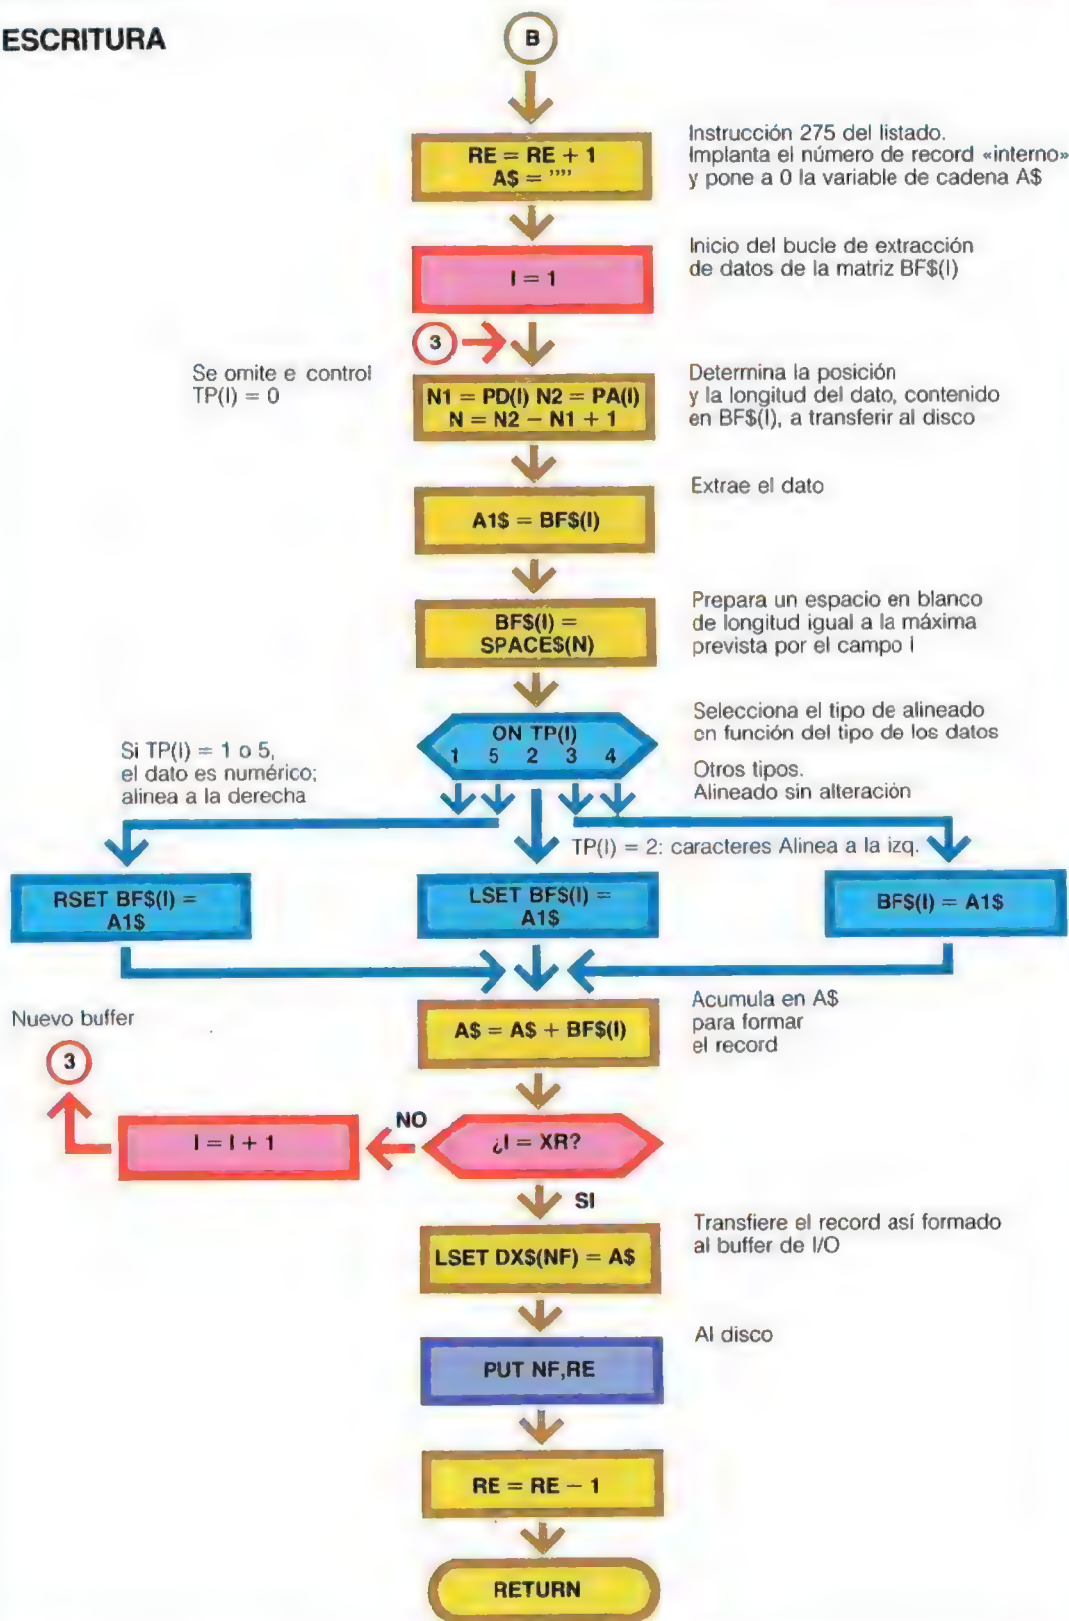 ESCRITURA
B
RE = RE + 1
A$ = ””
Instrucción 275 del listado.
Implanta el número de record «interno»
y pone a 0 la variable de cadena A$
I = 1
Inicio del bucle de extracción
de datos de la matriz BF$(I)
3
Se omite e control
TP(I) = 0
N1 = PD(I) N2 = PA(I)
N = N2 − N1 + 1
Determina la posición
y la longitud del dato, contenido
en BF$(I), a transferir al disco
A1$ = BF$(I)
Extrae el dato
BF$(I) =
SPACE$(N)
Prepara un espacio en blanco
de longitud igual a la máxima
prevista por el campo I
ON TP(I)
1 5 2 3 4
Selecciona el tipo de alineado
en función del tipo de los datos
Si TP(I) = 1 o 5,
el dato es numérico;
alinea a la derecha
Otros tipos.
Alineado sin alteración
TP(I) = 2: caracteres Alinea a la izq.
RSET BF$(I) =
A1$
LSET BF$(I) =
A1$
BF$(I) = A1$
Nuevo buffer
3
A$ = A$ + BF$(I)
Acumula en A$
para formar
el record
I = I + 1
NO
¿I = XR?
SI
LSET DX$(NF) = A$
Transfiere el record así formado
al buffer de I/O
PUT NF,RE
Al disco
RE = RE − 1
RETURN